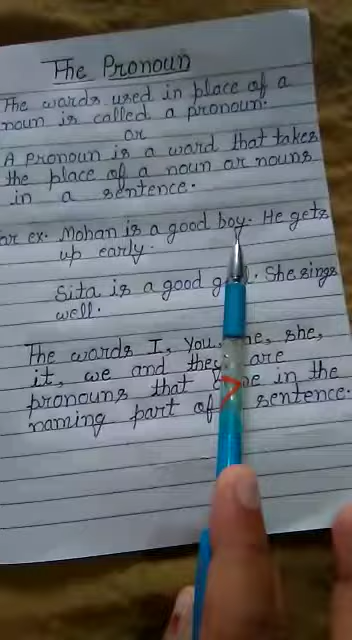 The Pronoun
The words used in place of a
noun is called a pronoun.
or
A Pronoun is a word that takes
the place of a noun or nouns
in a sentence.
or ex. Mohan is a good boy. He gets
up early.
Sita is a good. She sings
well.
The words I, you, he, she,
it, we and they are
pronouns that in the
naming part of sentence.